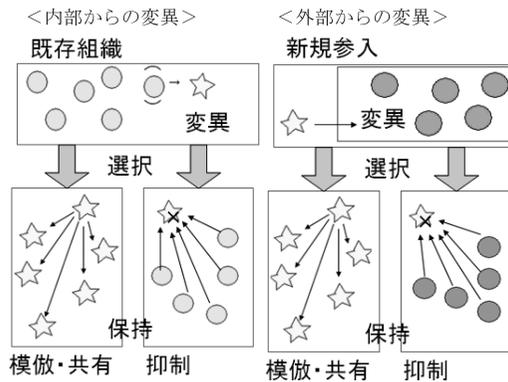 <内部からの変異>
既存組織
変異
選択
保持
模倣・共有
抑制
<外部からの変異>
新規参入
変異
選択
保持
模倣・共有
抑制